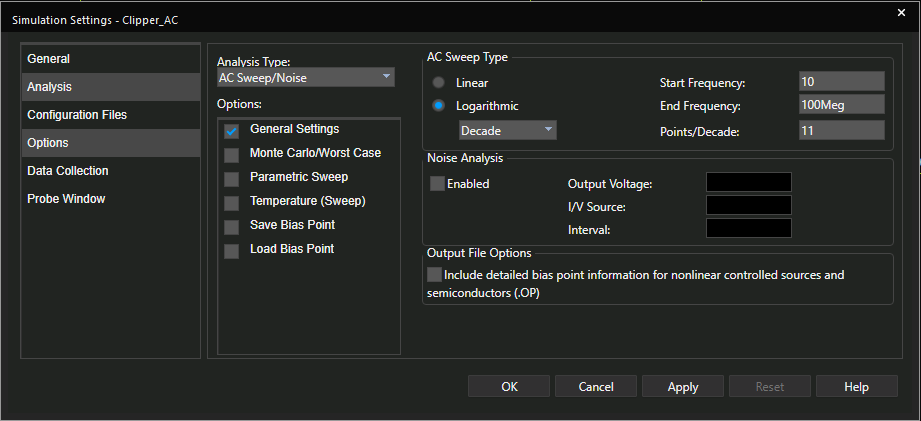 Simulation Settings - Clipper_AC
General
Analysis
Configuration Files
Options
Data Collection
Probe Window
Analysis Type:
AC Sweep/Noise
Options:
General Settings
Monte Carlo/Worst Case
Parametric Sweep
Temperature (Sweep)
Save Bias Point
Load Bias Point
AC Sweep Type
Linear
Logarithmic
Decade
Start Frequency: 10
End Frequency: 100Meg
Points/Decade: 11
Noise Analysis
Enabled
Output Voltage:
I/V Source:
Interval:
Output File Options
Include detailed bias point information for nonlinear controlled sources and
semiconductors (.OP)
OK Cancel Apply Reset Help